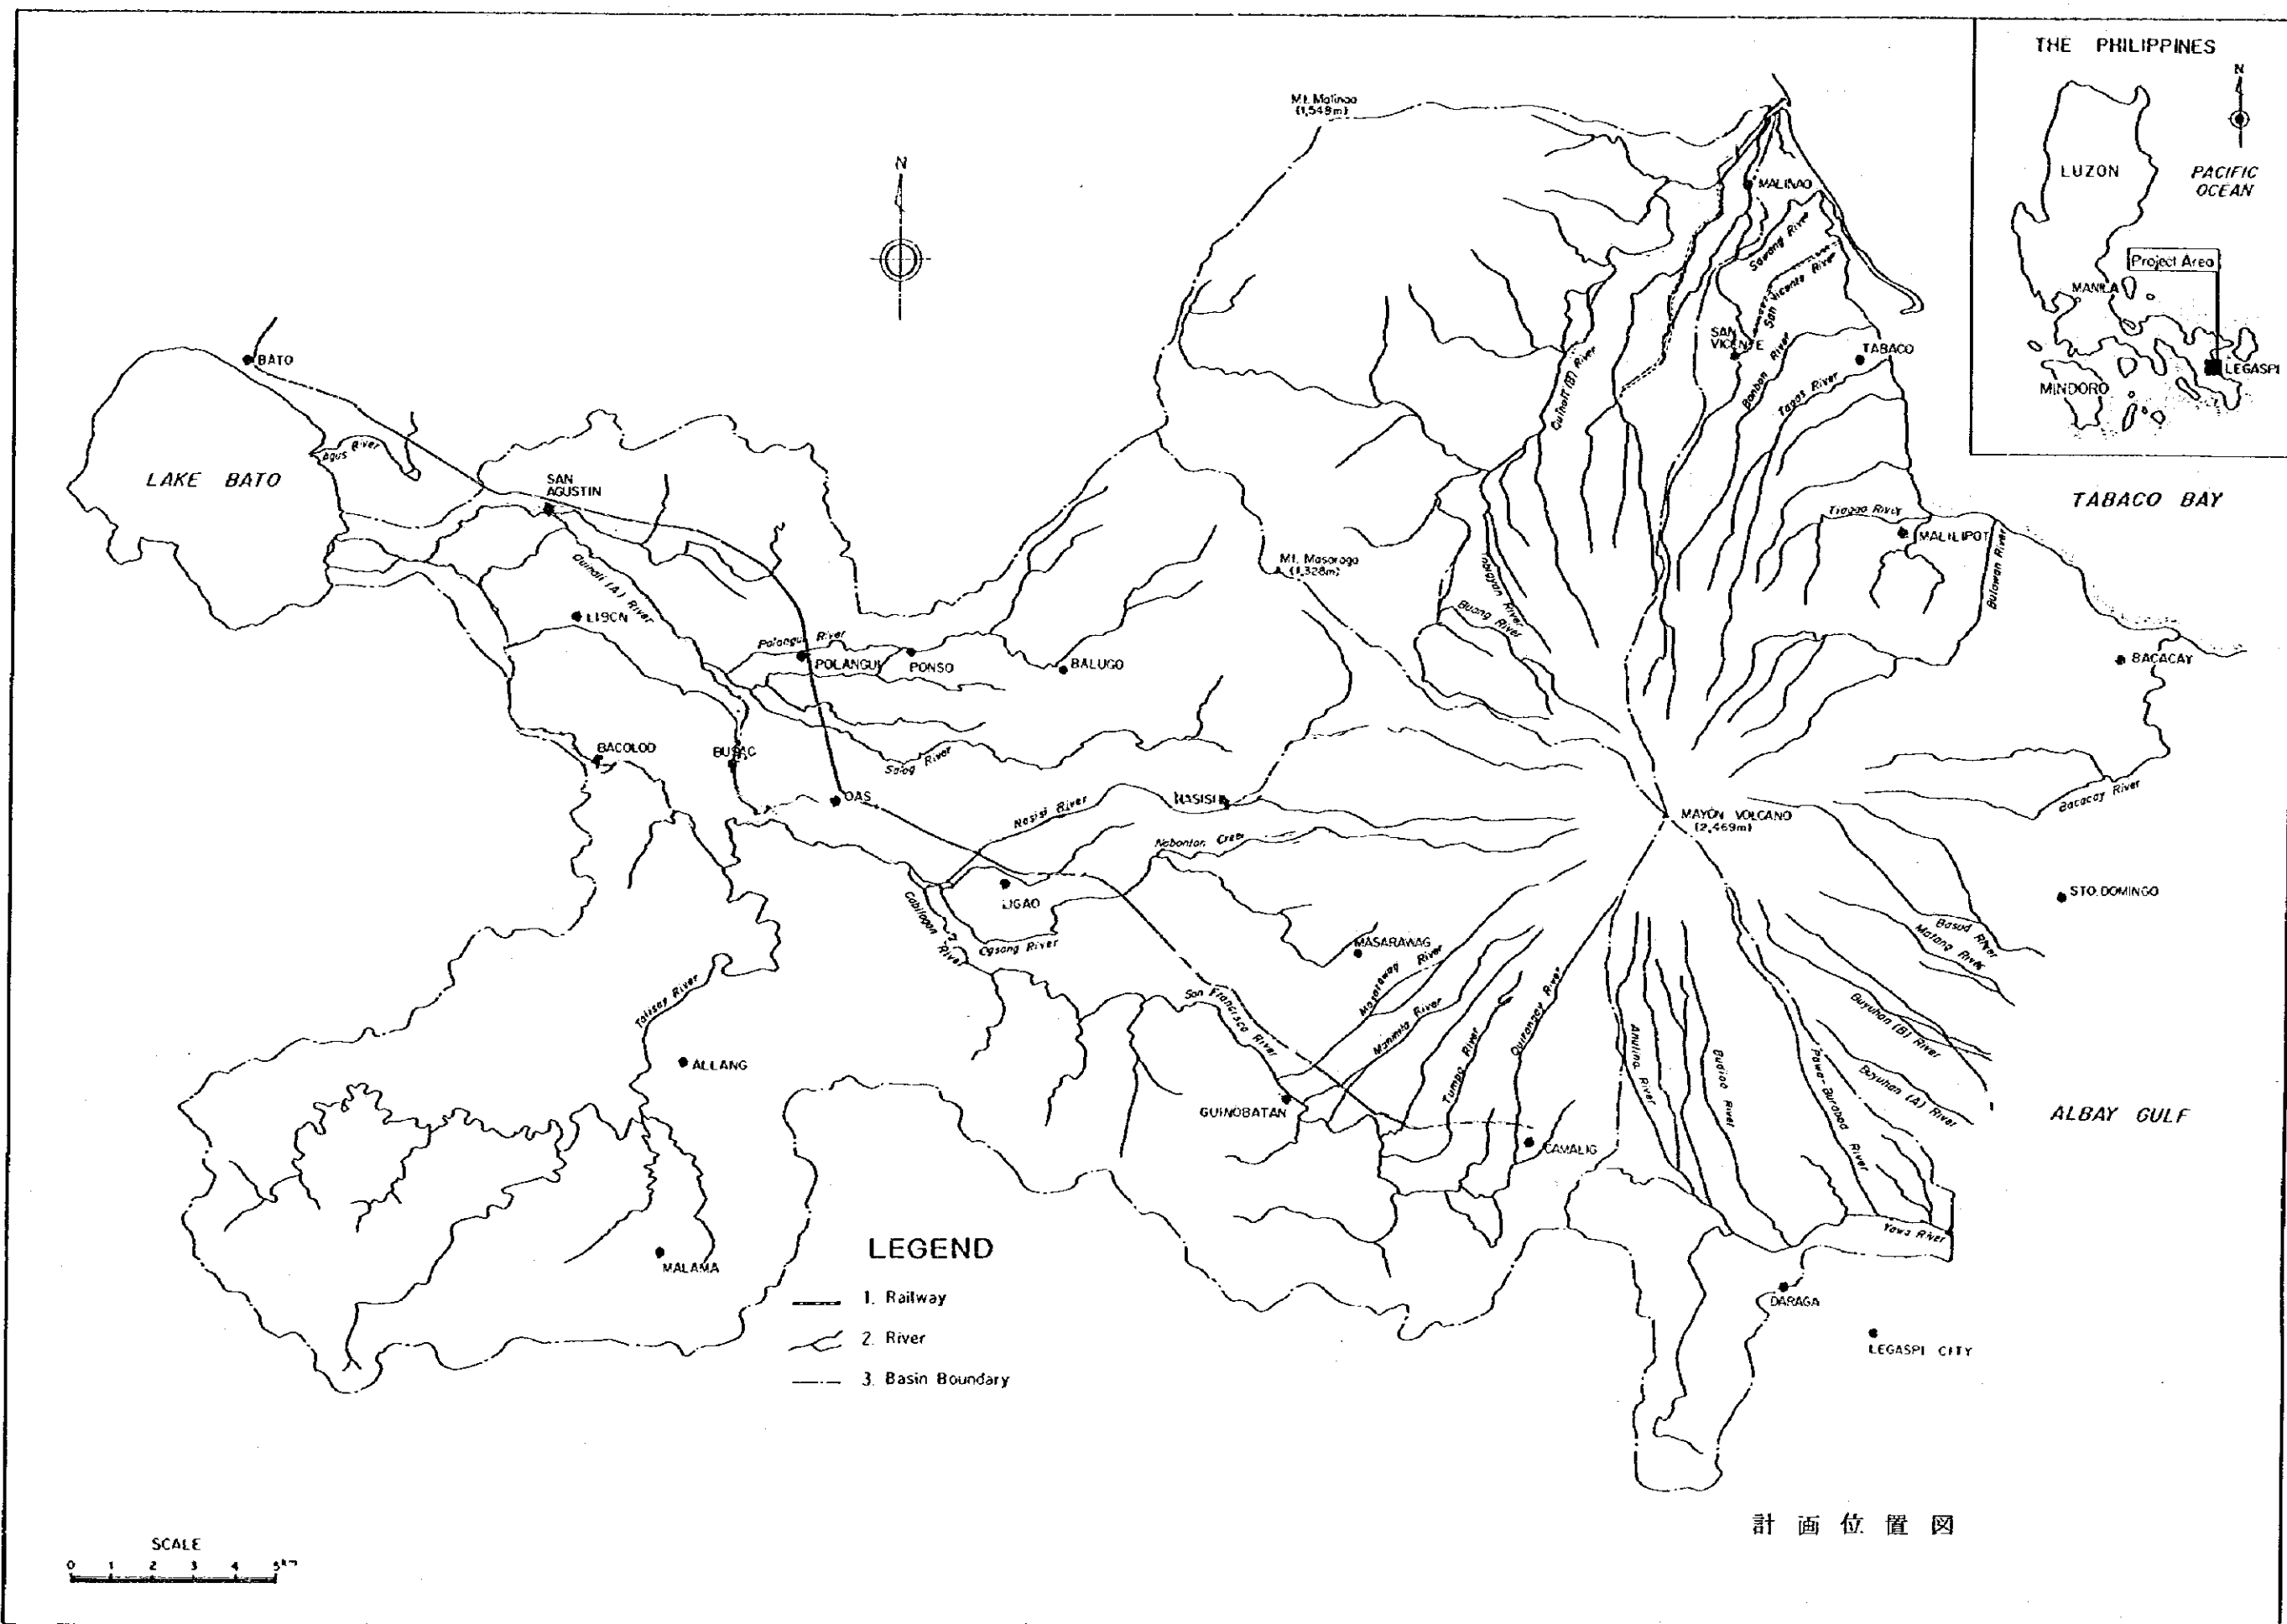 THE PHILIPPINES
N
LUZON
PACIFIC
OCEAN
Project Area
MANILA
LEGASPI
MINDORO
Mt. Malinao
(1,548m)
N
MALINAO
Sawang River
San Vicente River
SAN
VICENTE
TABACO
Bonbon River
Tagas River
Quinali (B) River
BATO
Agus River
LAKE BATO
SAN
AGUSTIN
TABACO BAY
MALILIPOT
Bulawan River
Mt. Masaraga
(1,328m)
Quinali (A) River
Buang River
Polangui River
POLANGUI
PONSO
BALUGO
BACACAY
BACOLOD
Salog River
OAS
Nasisi River
NASISI
Bacacay River
MAYON VOLCANO
(2,469m)
Nabonton Creek
LIGAO
Cabilogan River
Ogsong River
STO. DOMINGO
MASARAWAG
Masarawag River
Basud River
Matang River
Talisay River
San Francisco River
Maninila River
Tumpa River
Quirangay River
Anuling River
Budiao River
Pawa-Burabod River
Buyuhan (B) River
Buyuhan (A) River
ALLANG
GUINOBATAN
CAMALIG
ALBAY GULF
Yawa River
MALAMA
DARAGA
LEGASPI CITY
LEGEND
1. Railway
2. River
3. Basin Boundary
計画位置図
SCALE
0 1 2 3 4 5km